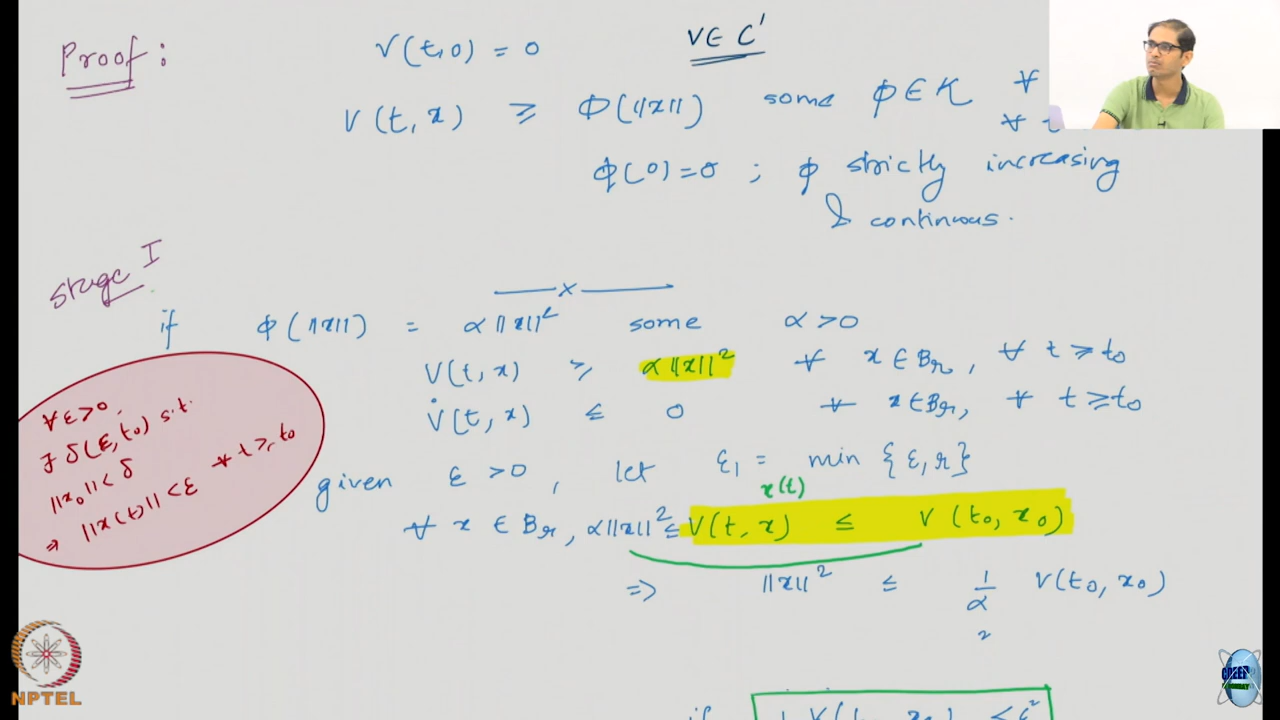 Proof : V(t,0) = 0 V ∈ C'
V(t,x) ≥ Φ(||x||) some ϕ ∈ K ∀
∀ t
ϕ(0)=0 ; ϕ strictly increasing
& continuous.
Stage I
x
if Φ(||x||) = α||x||² some α > 0
V(t,x) ≥ α||x||² ∀ x ∈ Br, ∀ t ≥ t0
V̇(t,x) ≤ 0 ∀ x ∈ Br, ∀ t ≥ t0
∀ ε>0,
∃ δ(ε,t0) s.t.
||x0|| < δ
⇒ ||x(t)|| < ε ∀ t ≥ t0
given ε > 0, let ε1 = min {ε, r}
x(t)
∀ x ∈ Br, α||x||² ≤ V(t,x) ≤ V(t0,x0)
⇒ ||x||² ≤ 1/α V(t0,x0)
NPTEL